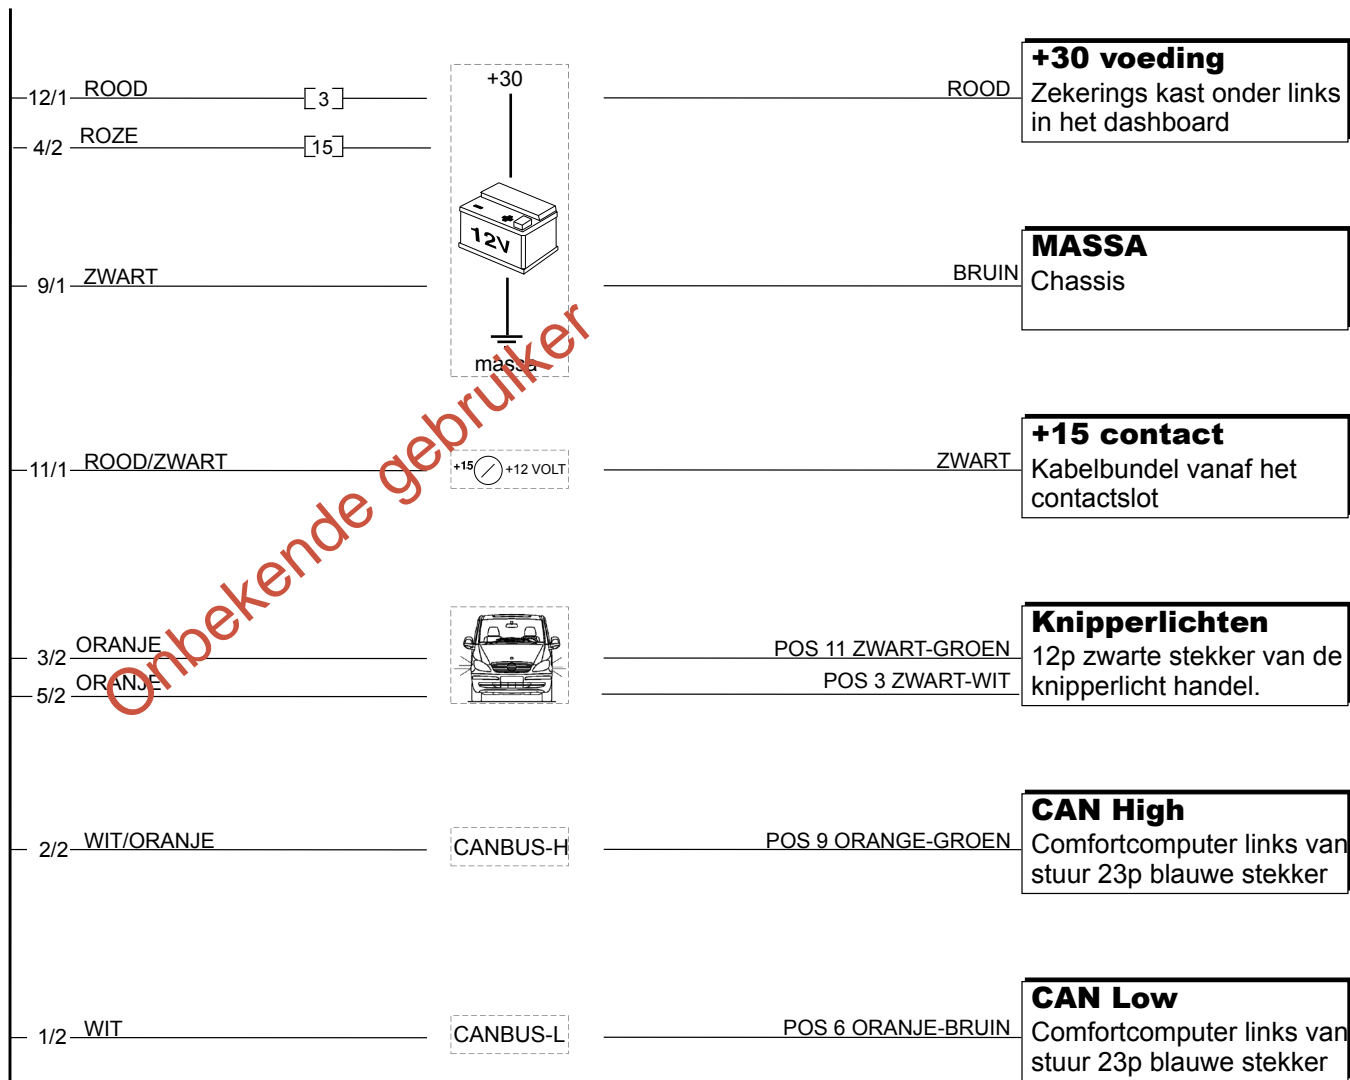 12/1 ROOD [3] +30 ROOD +30 voeding
Zekerings kast onder links
in het dashboard
4/2 ROZE [15]
12V
9/1 ZWART BRUIN MASSA
Chassis
massa
11/1 ROOD/ZWART +15 +12 VOLT ZWART +15 contact
Kabelbundel vanaf het
contactslot
Onbekende gebruiker
3/2 ORANJE POS 11 ZWART-GROEN Knipperlichten
12p zwarte stekker van de
knipperlicht handel.
5/2 ORANJE POS 3 ZWART-WIT
2/2 WIT/ORANJE CANBUS-H POS 9 ORANGE-GROEN CAN High
Comfortcomputer links van
stuur 23p blauwe stekker
1/2 WIT CANBUS-L POS 6 ORANJE-BRUIN CAN Low
Comfortcomputer links van
stuur 23p blauwe stekker